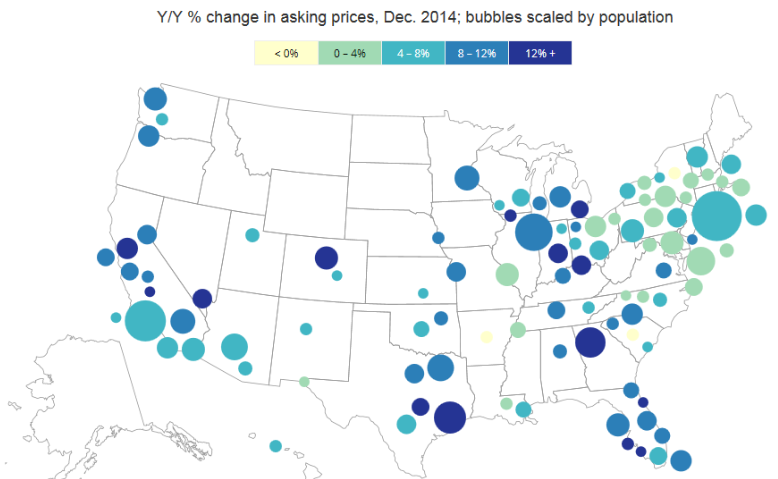 Y/Y % change in asking prices, Dec. 2014; bubbles scaled by population
< 0% 0 – 4% 4 – 8% 8 – 12% 12% +